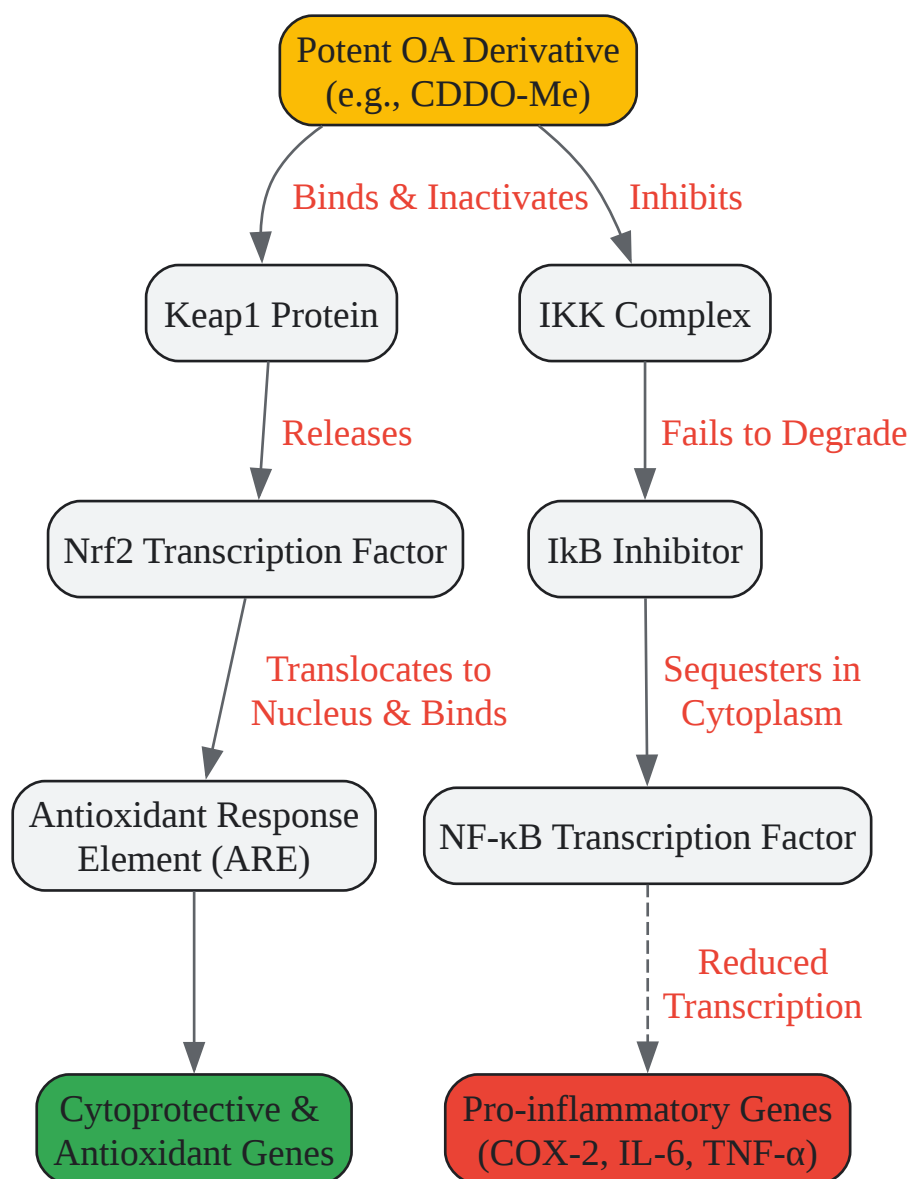 Potent OA Derivative
(e.g., CDDO-Me)
Binds & Inactivates
Inhibits
Keap1 Protein
IKK Complex
Releases
Fails to Degrade
Nrf2 Transcription Factor
IkB Inhibitor
Translocates to
Nucleus & Binds
Sequesters in
Cytoplasm
Antioxidant Response
Element (ARE)
NF-κB Transcription Factor
Reduced
Transcription
Cytoprotective &
Antioxidant Genes
Pro-inflammatory Genes
(COX-2, IL-6, TNF-α)